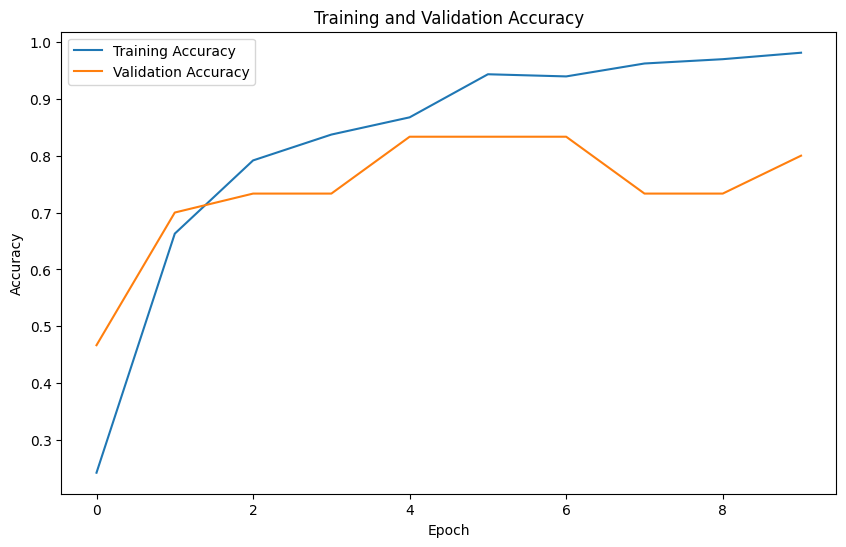 Training and Validation Accuracy
Training Accuracy
Validation Accuracy
1.0
0.9
0.8
0.7
0.6
0.5
0.4
0.3
Accuracy
0 2 4 6 8
Epoch